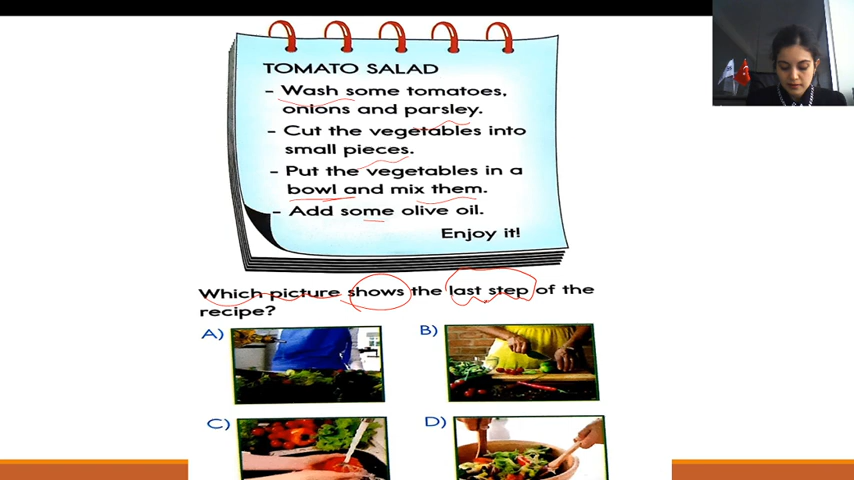 TOMATO SALAD
- Wash some tomatoes,
onions and parsley.
- Cut the vegetables into
small pieces.
- Put the vegetables in a
bowl and mix them.
- Add some olive oil.
Enjoy it!
Which picture shows the last step of the
recipe?
A)
B)
C)
D)